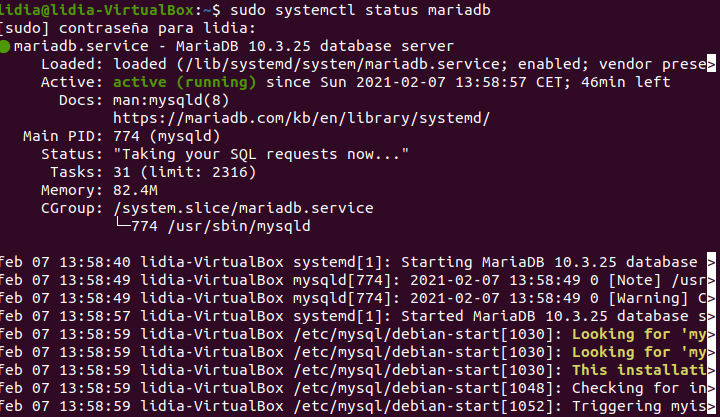 lidia@lidia-VirtualBox:~$ sudo systemctl status mariadb
[sudo] contraseña para lidia:
● mariadb.service - MariaDB 10.3.25 database server
     Loaded: loaded (/lib/systemd/system/mariadb.service; enabled; vendor prese>
     Active: active (running) since Sun 2021-02-07 13:58:57 CET; 46min left
       Docs: man:mysqld(8)
             https://mariadb.com/kb/en/library/systemd/
   Main PID: 774 (mysqld)
     Status: "Taking your SQL requests now..."
      Tasks: 31 (limit: 2316)
     Memory: 82.4M
     CGroup: /system.slice/mariadb.service
             └─774 /usr/sbin/mysqld
feb 07 13:58:40 lidia-VirtualBox systemd[1]: Starting MariaDB 10.3.25 database >
feb 07 13:58:49 lidia-VirtualBox mysqld[774]: 2021-02-07 13:58:49 0 [Note] /usr>
feb 07 13:58:49 lidia-VirtualBox mysqld[774]: 2021-02-07 13:58:49 0 [Warning] C>
feb 07 13:58:57 lidia-VirtualBox systemd[1]: Started MariaDB 10.3.25 database s>
feb 07 13:58:59 lidia-VirtualBox /etc/mysql/debian-start[1030]: Looking for 'my>
feb 07 13:58:59 lidia-VirtualBox /etc/mysql/debian-start[1030]: Looking for 'my>
feb 07 13:58:59 lidia-VirtualBox /etc/mysql/debian-start[1030]: This installati>
feb 07 13:58:59 lidia-VirtualBox /etc/mysql/debian-start[1048]: Checking for in>
feb 07 13:58:59 lidia-VirtualBox /etc/mysql/debian-start[1052]: Triggering myis>